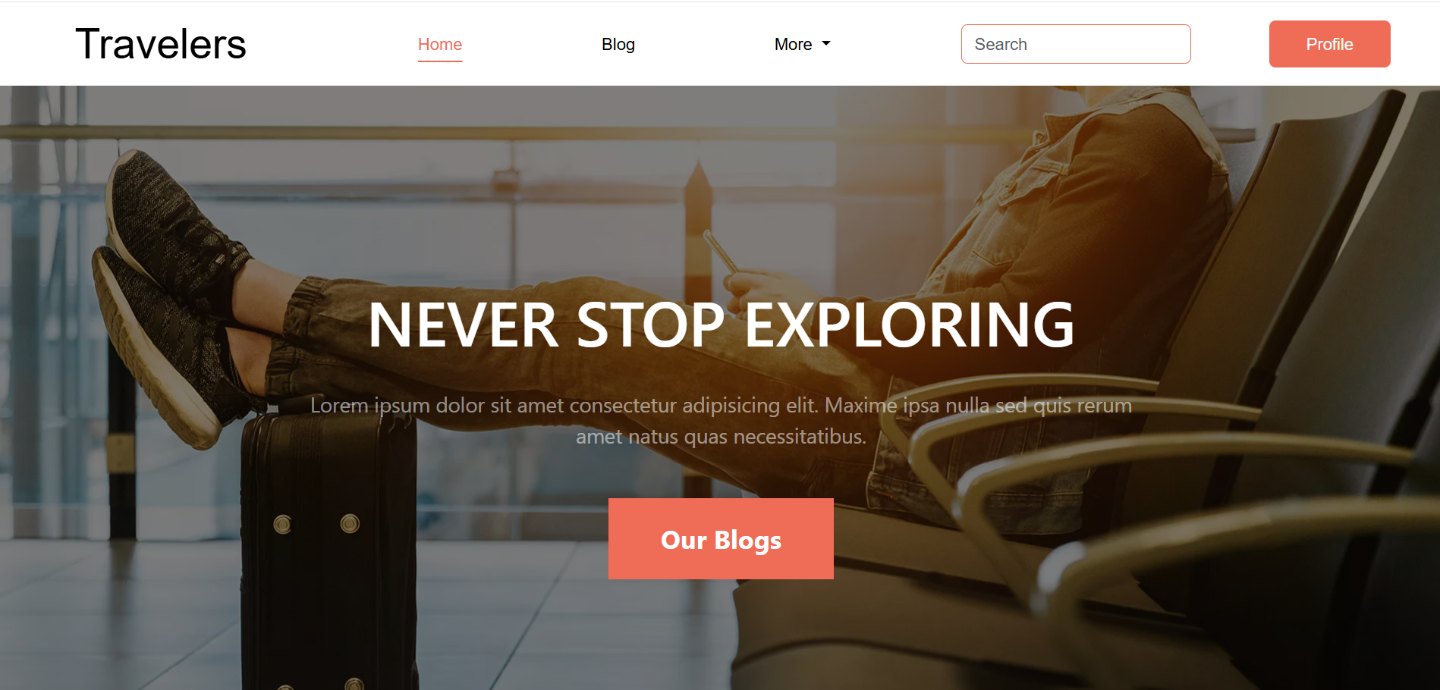 Travelers
Home
Blog
More
Search
Profile
NEVER STOP EXPLORING
Lorem ipsum dolor sit amet consectetur adipisicing elit. Maxime ipsa nulla sed quis rerum
amet natus quas necessitatibus.
Our Blogs